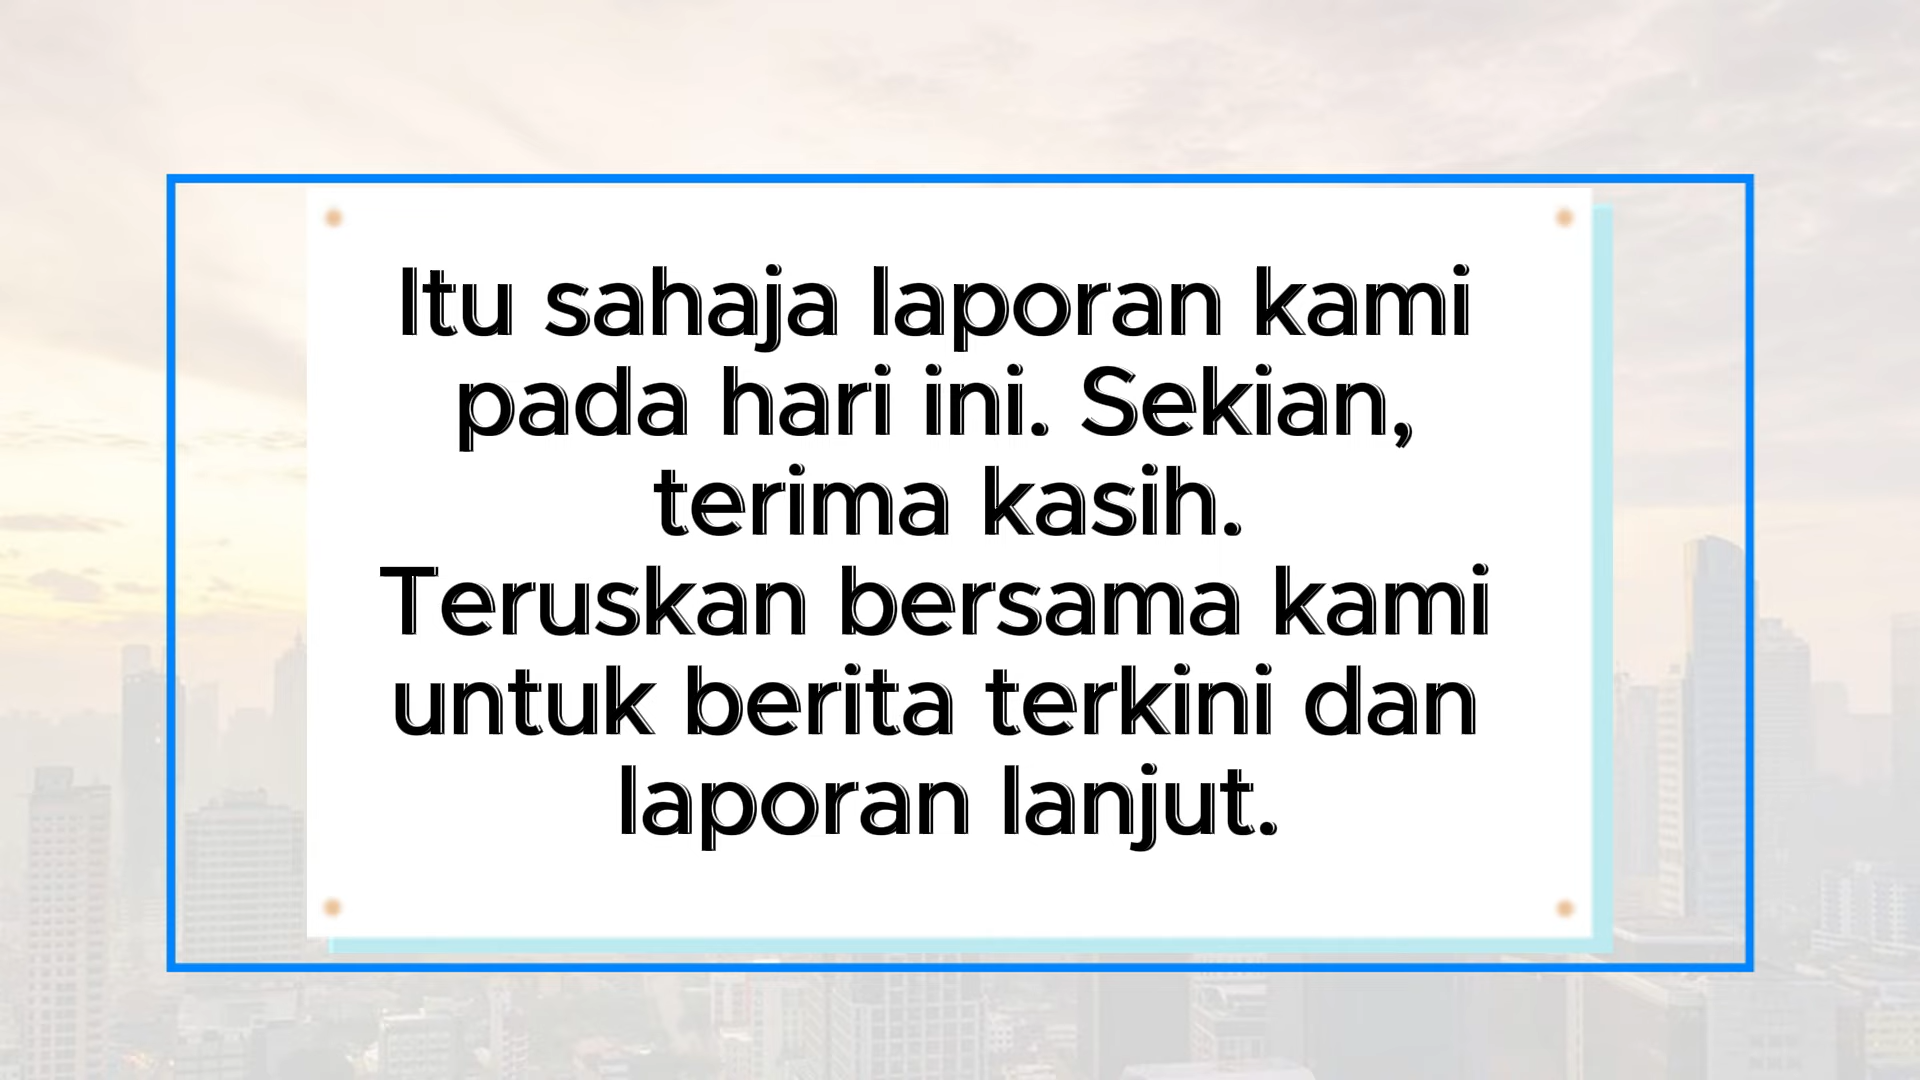 Itu sahaja laporan kami
pada hari ini. Sekian,
terima kasih.
Teruskan bersama kami
untuk berita terkini dan
laporan lanjut.